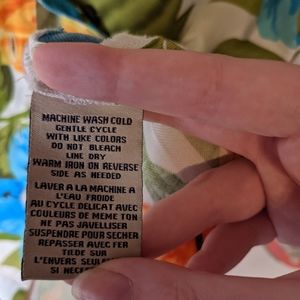 MACHINE WASH COLD
GENTLE CYCLE
WITH LIKE COLORS
DO NOT BLEACH
LINE DRY
WARM IRON ON REVERSE
SIDE AS NEEDED
LAVER A LA MACHINE A
L'EAU FROIDE
AU CYCLE DELICAT AVEC
COULEURS DE MEME TON
NE PAS JAVELLISER
SUSPENDRE POUR SECHER
REPASSER AVEC FER
TIEDE SUR
L'ENVERS
SI